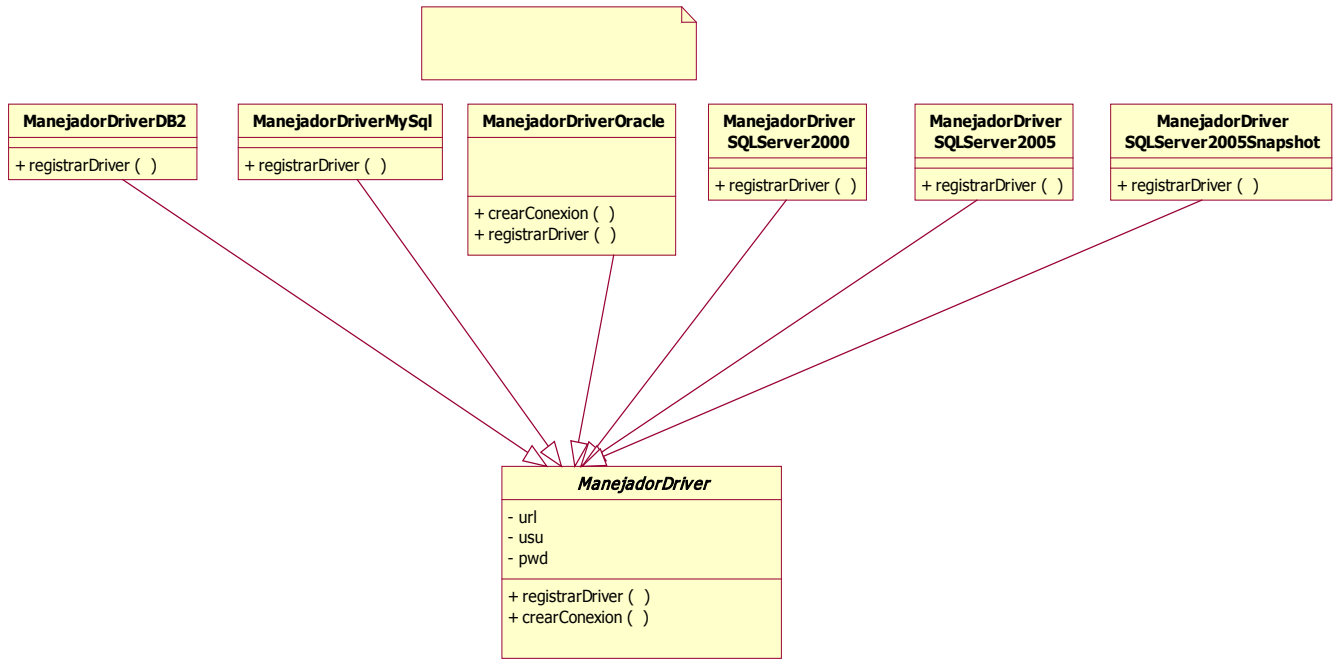 ManejadorDriverDB2
+ registrarDriver (  )
ManejadorDriverMySql
+ registrarDriver (  )
ManejadorDriverOracle
+ crearConexion (  )
+ registrarDriver (  )
ManejadorDriver
SQLServer2000
+ registrarDriver (  )
ManejadorDriver
SQLServer2005
+ registrarDriver (  )
ManejadorDriver
SQLServer2005Snapshot
+ registrarDriver (  )
ManejadorDriver
- url
- usu
- pwd
+ registrarDriver (  )
+ crearConexion (  )